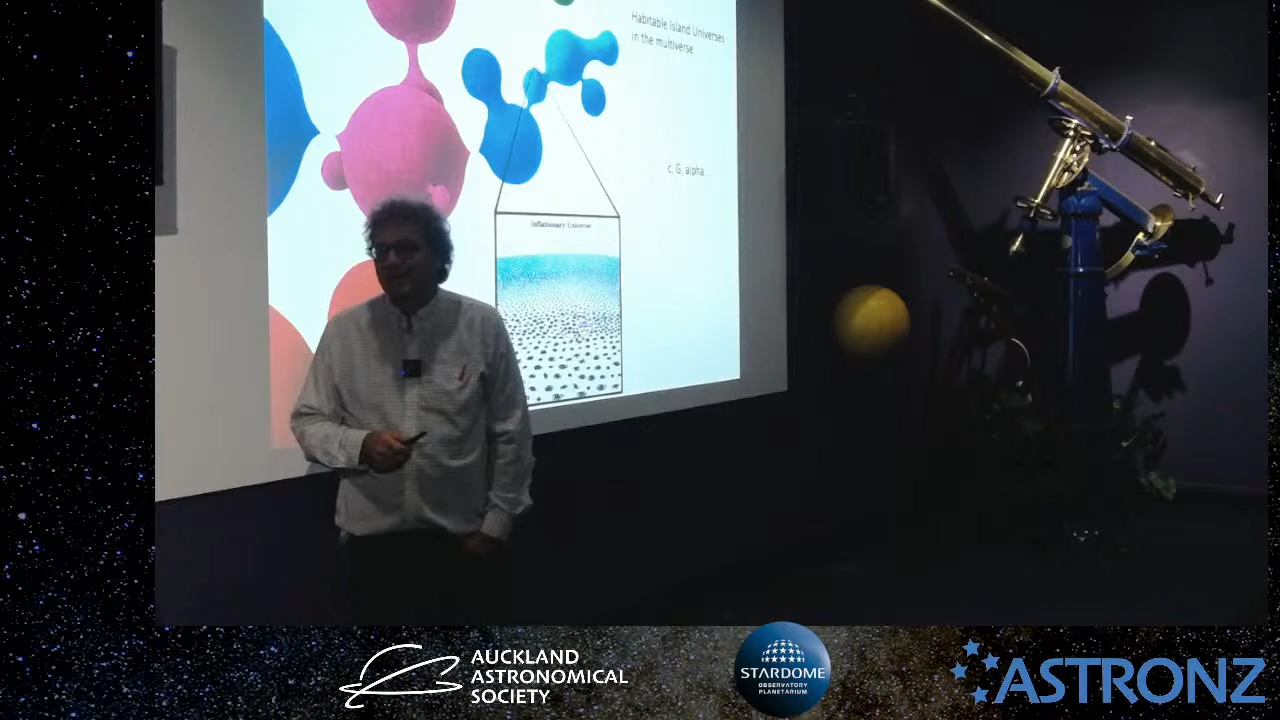 Habitable Island Universes
in the multiverse
c, G, alpha
Inflationary Universe
AUCKLAND
ASTRONOMICAL
SOCIETY
STARDOME
OBSERVATORY
PLANETARIUM
ASTRONZ